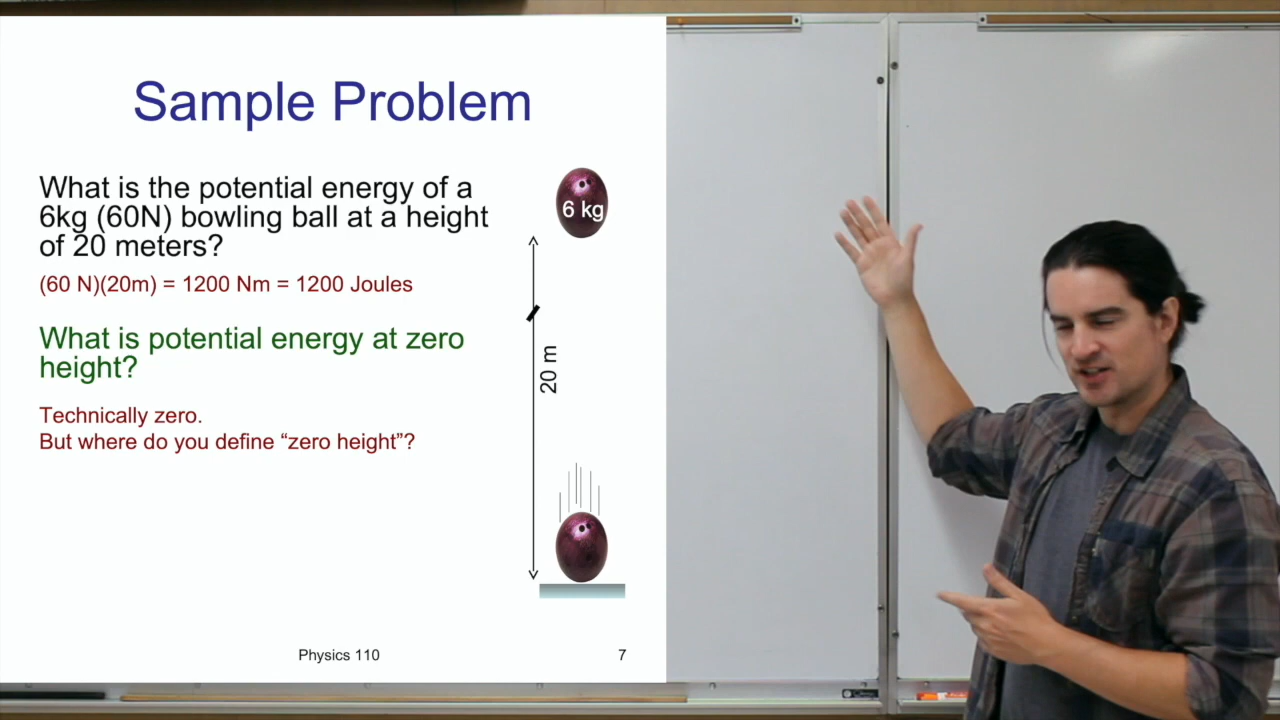 Sample Problem
What is the potential energy of a
6kg (60N) bowling ball at a height
of 20 meters?
(60 N)(20m) = 1200 Nm = 1200 Joules
What is potential energy at zero
height?
Technically zero.
But where do you define “zero height”?
6 kg
20 m
Physics 110
7